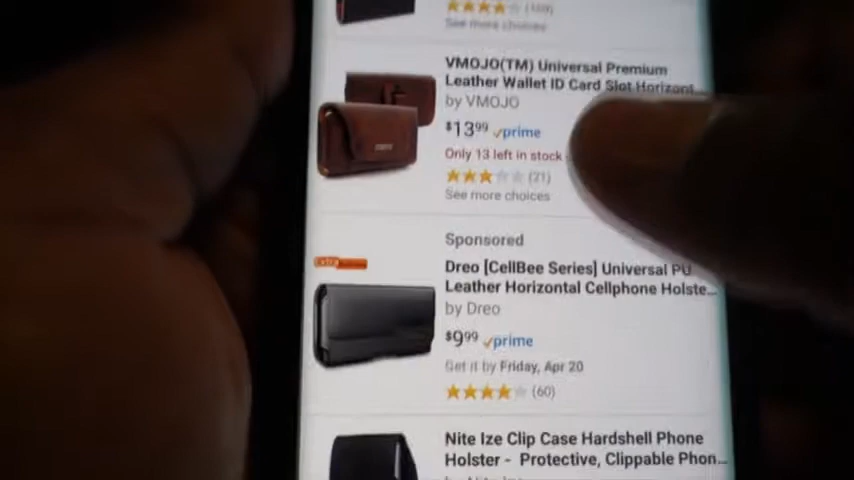 (169)
See more choices
VMOJO(TM) Universal Premium
Leather Wallet ID Card Slot Horizont...
by VMOJO
$1399 prime
Only 13 left in stock
(21)
See more choices
Sponsored
Extra
Dreo [CellBee Series] Universal PU
Leather Horizontal Cellphone Holste...
by Dreo
$9.99 prime
Get it by Friday, Apr 20
(60)
Nite Ize Clip Case Hardshell Phone
Holster - Protective, Clippable Phon...